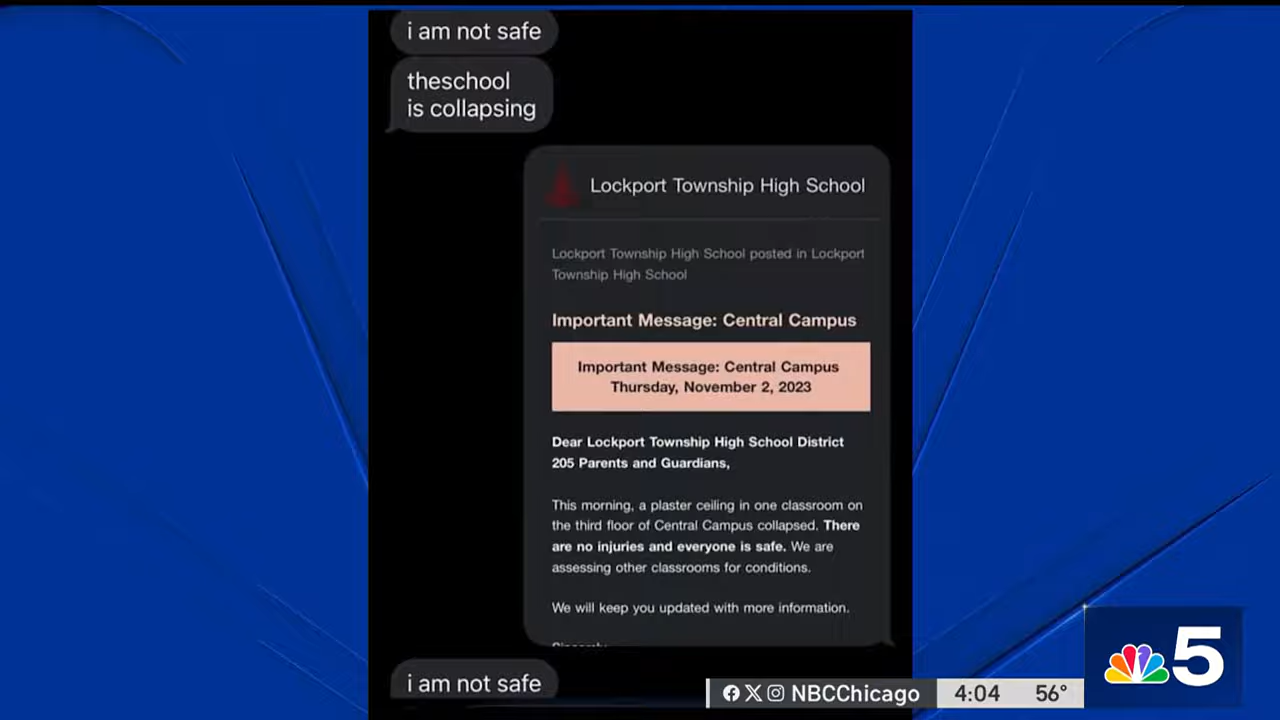 i am not safe
theschool
is collapsing
Lockport Township High School
Lockport Township High School posted in Lockport
Township High School
Important Message: Central Campus
Important Message: Central Campus
Thursday, November 2, 2023
Dear Lockport Township High School District
205 Parents and Guardians,
This morning, a plaster ceiling in one classroom on
the third floor of Central Campus collapsed. There
are no injuries and everyone is safe. We are
assessing other classrooms for conditions.
We will keep you updated with more information.
i am not safe
NBCChicago 4:04 56°
5